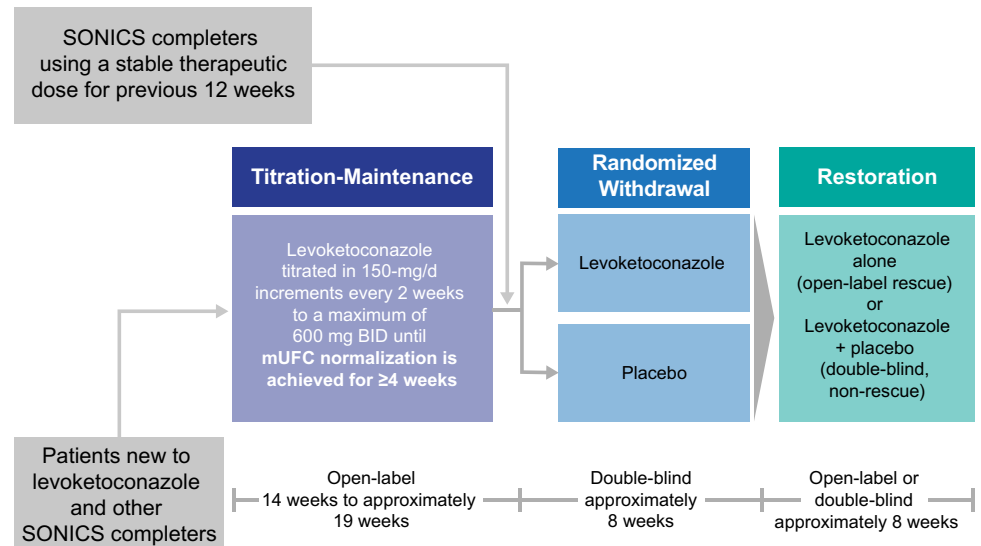 SONICS completers
using a stable therapeutic
dose for previous 12 weeks
Titration-Maintenance
Levoketoconazole
titrated in 150-mg/d
increments every 2 weeks
to a maximum of
600 mg BID until
mUFC normalization is
achieved for ≥4 weeks
Patients new to
levoketoconazole
and other
SONICS completers
Randomized
Withdrawal
Levoketoconazole
Placebo
Restoration
Levoketoconazole
alone
(open-label rescue)
or
Levoketoconazole
+ placebo
(double-blind,
non-rescue)
Open-label
14 weeks to approximately
19 weeks
Double-blind
approximately
8 weeks
Open-label or
double-blind
approximately 8 weeks